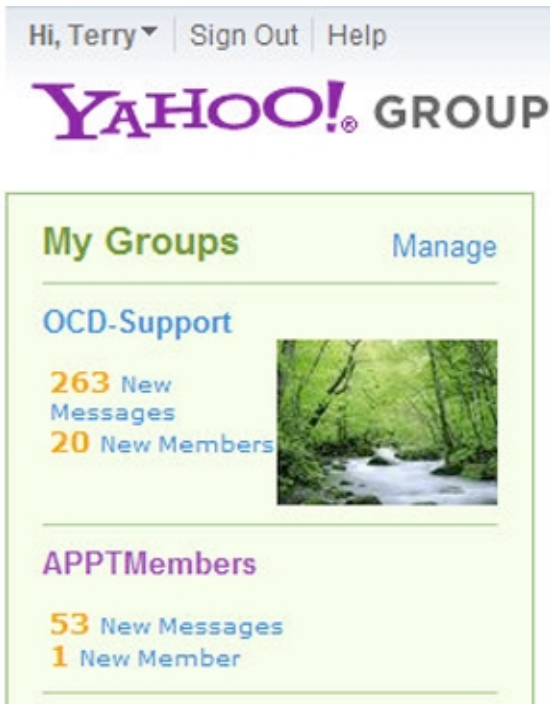 Hi, Terry Sign Out Help
YAHOO!® GROUP
My Groups Manage
OCD-Support
263 New
Messages
20 New Members
APPTMembers
53 New Messages
1 New Member